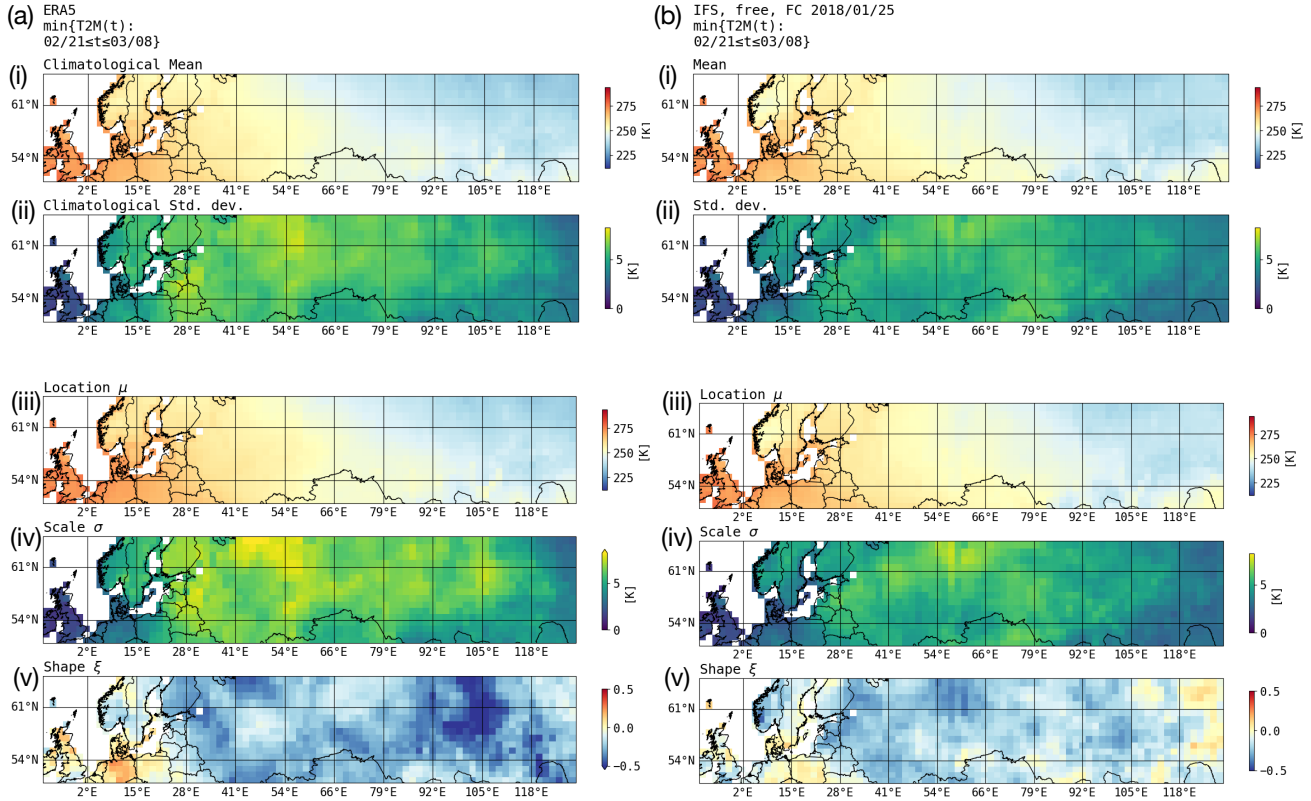 (a) ERA5
min{T2M(t):
02/21≤t≤03/08}
(i) Climatological Mean
61°N
54°N
2°E 15°E 28°E 41°E 54°E 66°E 79°E 92°E 105°E 118°E
275
250
225
[K]
(ii) Climatological Std. dev.
61°N
54°N
2°E 15°E 28°E 41°E 54°E 66°E 79°E 92°E 105°E 118°E
5
0
[K]
(iii) Location μ
61°N
54°N
2°E 15°E 28°E 41°E 54°E 66°E 79°E 92°E 105°E 118°E
275
250
225
[K]
(iv) Scale σ
61°N
54°N
2°E 15°E 28°E 41°E 54°E 66°E 79°E 92°E 105°E 118°E
5
0
[K]
(v) Shape ξ
61°N
54°N
2°E 15°E 28°E 41°E 54°E 66°E 79°E 92°E 105°E 118°E
0.5
0.0
−0.5
(b) IFS, free, FC 2018/01/25
min{T2M(t):
02/21≤t≤03/08}
(i) Mean
61°N
54°N
2°E 15°E 28°E 41°E 54°E 66°E 79°E 92°E 105°E 118°E
275
250
225
[K]
(ii) Std. dev.
61°N
54°N
2°E 15°E 28°E 41°E 54°E 66°E 79°E 92°E 105°E 118°E
5
0
[K]
(iii) Location μ
61°N
54°N
2°E 15°E 28°E 41°E 54°E 66°E 79°E 92°E 105°E 118°E
275
250
225
[K]
(iv) Scale σ
61°N
54°N
2°E 15°E 28°E 41°E 54°E 66°E 79°E 92°E 105°E 118°E
5
0
[K]
(v) Shape ξ
61°N
54°N
2°E 15°E 28°E 41°E 54°E 66°E 79°E 92°E 105°E 118°E
0.5
0.0
−0.5